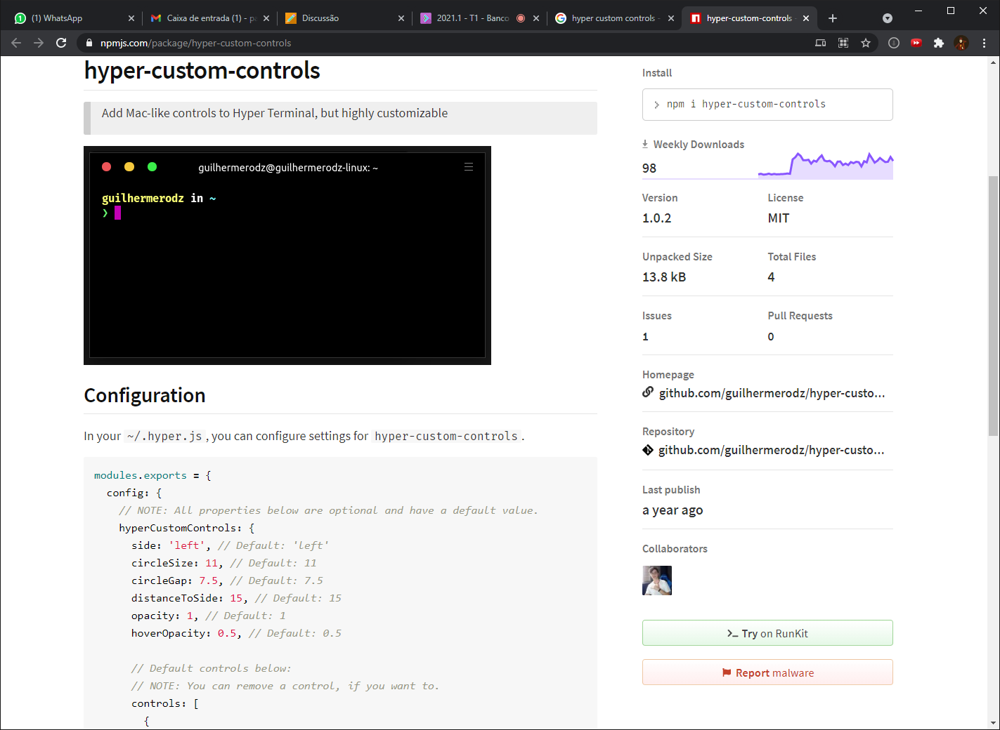 (1) WhatsApp
Caixa de entrada (1) - pa
Discussão
2021.1 - T1 - Banco
hyper custom controls -
hyper-custom-controls -
npmjs.com/package/hyper-custom-controls
hyper-custom-controls
Add Mac-like controls to Hyper Terminal, but highly customizable
guilhermerodz@guilhermerodz-linux: ~
guilhermerodz in ~
❯
Configuration
In your ~/.hyper.js, you can configure settings for hyper-custom-controls.
modules.exports = {
config: {
// NOTE: All properties below are optional and have a default value.
hyperCustomControls: {
side: 'left', // Default: 'left'
circleSize: 11, // Default: 11
circleGap: 7.5, // Default: 7.5
distanceToSide: 15, // Default: 15
opacity: 1, // Default: 1
hoverOpacity: 0.5, // Default: 0.5
// Default controls below:
// NOTE: You can remove a control, if you want to.
controls: [
{
Install
> npm i hyper-custom-controls
Weekly Downloads
98
Version
License
1.0.2
MIT
Unpacked Size
Total Files
13.8 kB
4
Issues
Pull Requests
1
0
Homepage
github.com/guilhermerodz/hyper-custo...
Repository
github.com/guilhermerodz/hyper-custo...
Last publish
a year ago
Collaborators
Try on RunKit
Report malware